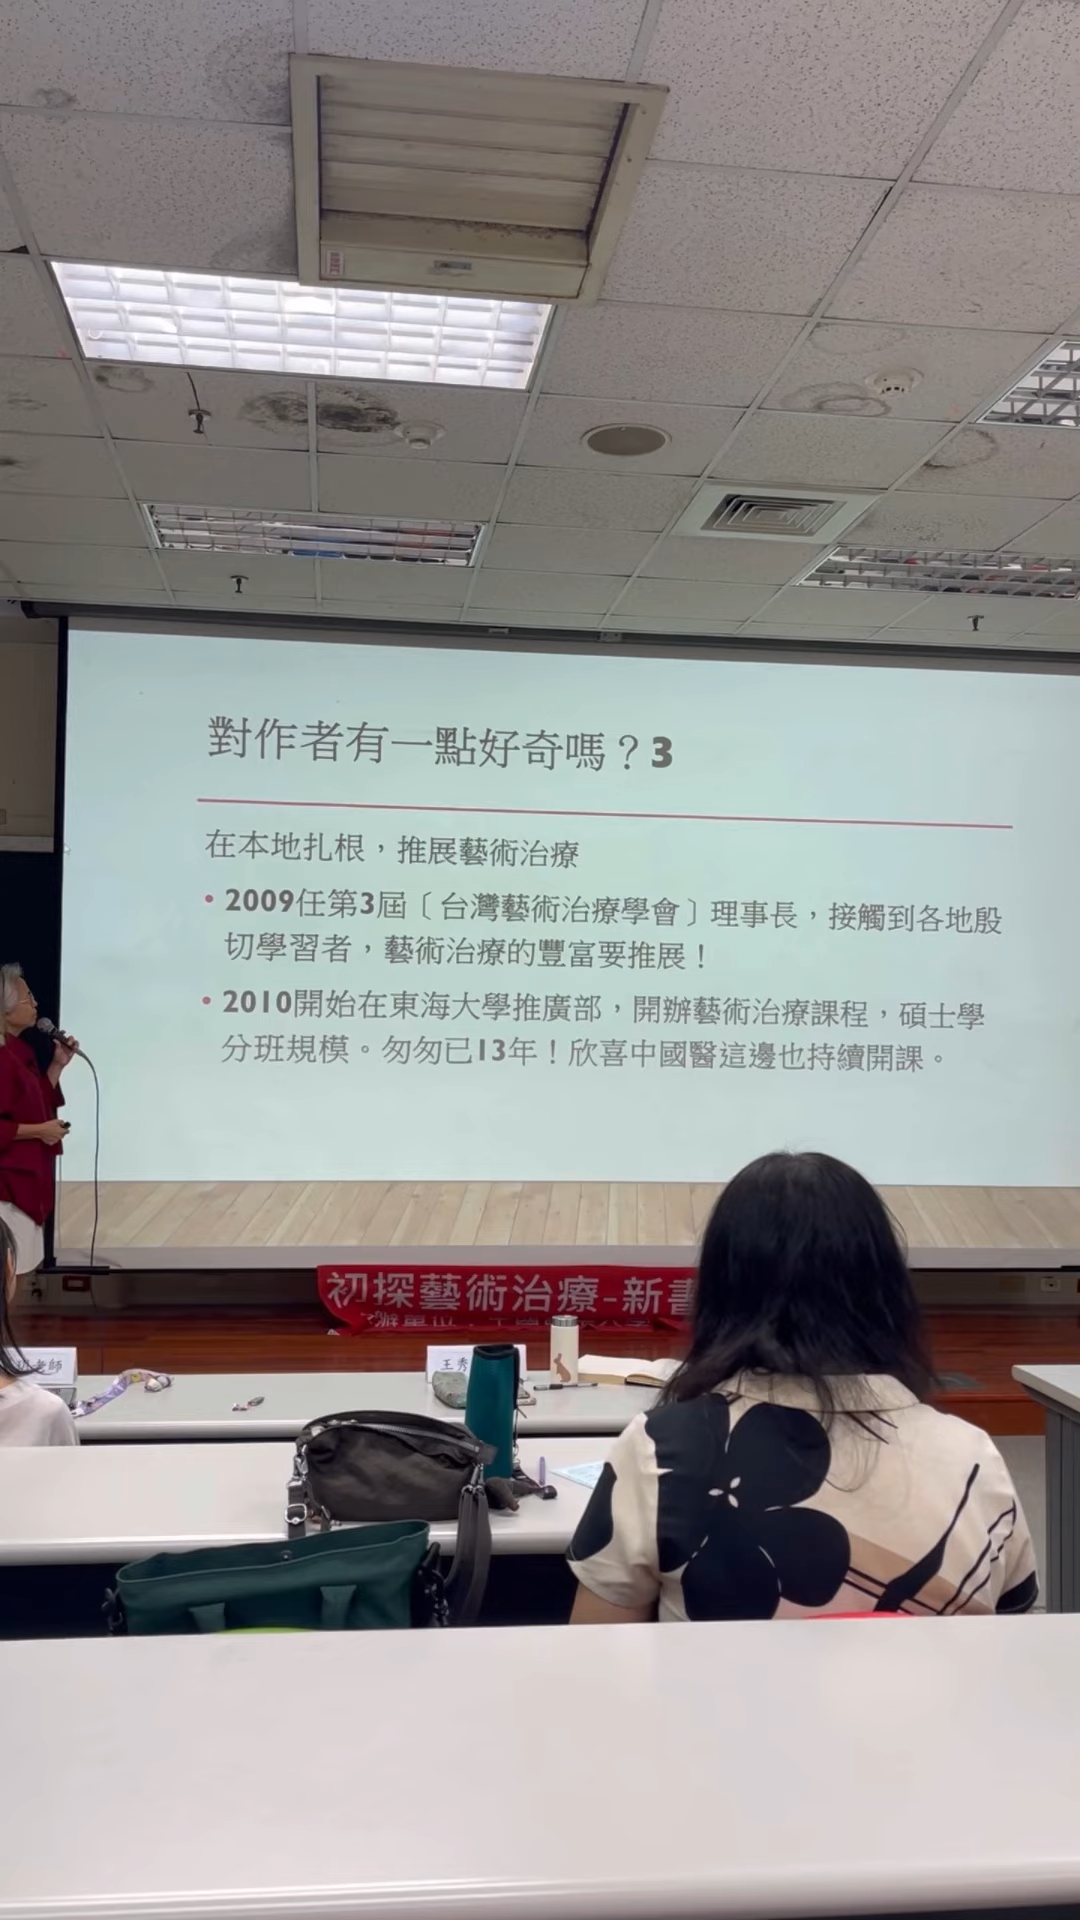 對作者有一點好奇嗎？3
在本地扎根，推展藝術治療
• 2009任第3屆〔台灣藝術治療學會〕理事長，接觸到各地殷
切學習者，藝術治療的豐富要推展！
• 2010開始在東海大學推廣部，開辦藝術治療課程，碩士學
分班規模。匆匆已13年！欣喜中國醫這邊也持續開課。
初探藝術治療-新書
老師
王秀